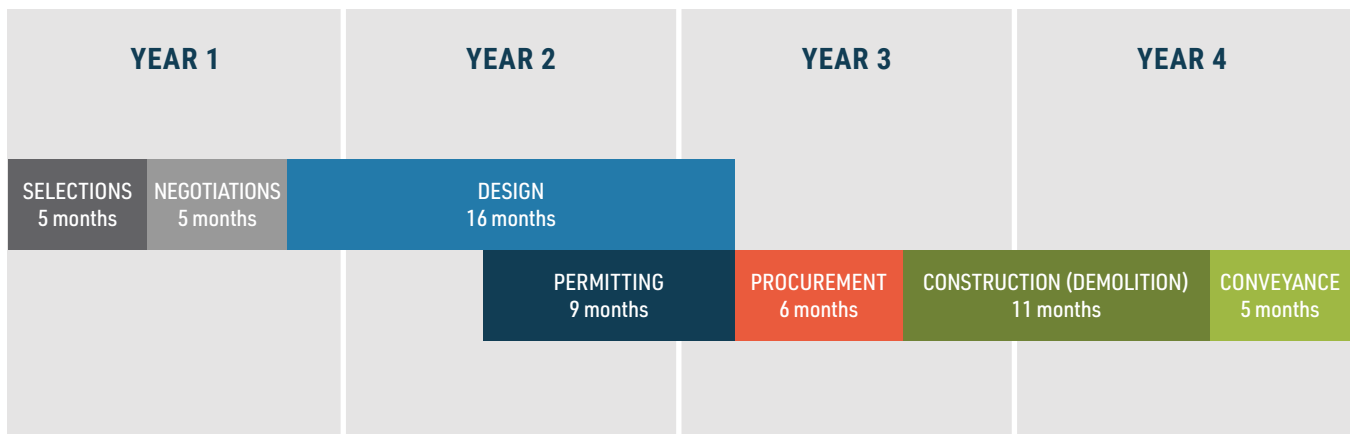 YEAR 1
YEAR 2
YEAR 3
YEAR 4
SELECTIONS
5 months
NEGOTIATIONS
5 months
DESIGN
16 months
PERMITTING
9 months
PROCUREMENT
6 months
CONSTRUCTION (DEMOLITION)
11 months
CONVEYANCE
5 months